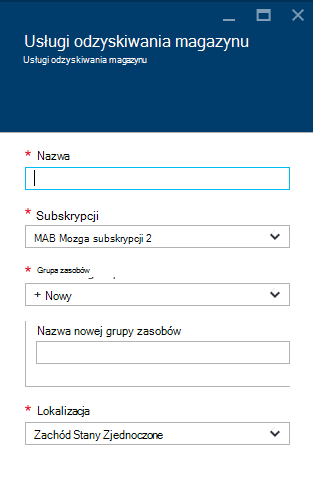 Usługi odzyskiwania magazynu
Usługi odzyskiwania magazynu
* Nazwa
* Subskrypcji
MAB Mozga subskrypcji 2
* Grupa zasobów
+ Nowy
Nazwa nowej grupy zasobów
* Lokalizacja
Zachód Stany Zjednoczone